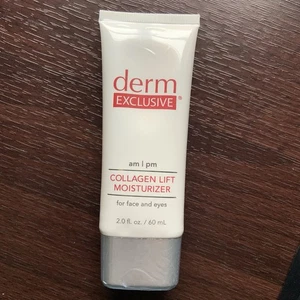 derm
EXCLUSIVE®
am | pm
COLLAGEN LIFT
MOISTURIZER
for face and eyes
2.0 fl. oz. / 60 mL